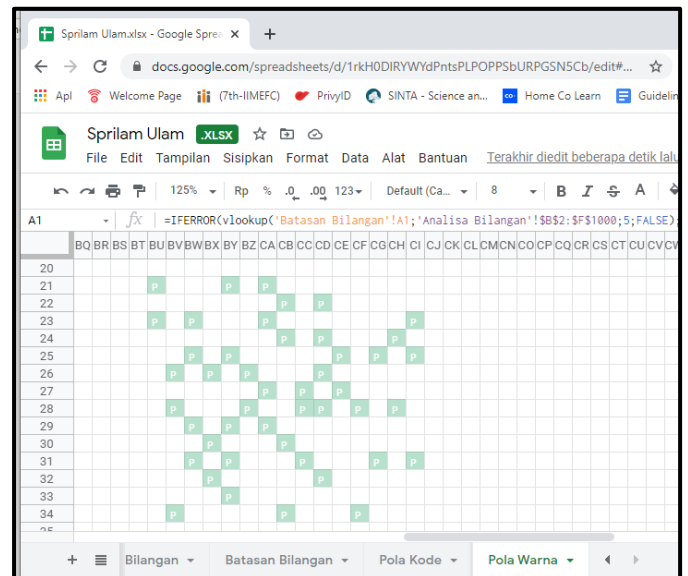 Sprilam Ulam.xlsx - Google Sprea × +
docs.google.com/spreadsheets/d/1rkH0DIRYWYdPntsPLPOPPSbURPGSN5Cb/edit#...
Apl Welcome Page (7th-IIMEFC) PrivyID SINTA - Science an... Home Co Learn Guidelin
Sprilam Ulam .XLSX
File Edit Tampilan Sisipkan Format Data Alat Bantuan Terakhir diedit beberapa detik lalu
125% Rp % .0 .00 123 Default (Ca... 8 B I S A
A1 fx =IFERROR(vlookup('Batasan Bilangan'!A1;'Analisa Bilangan'!$B$2:$F$1000;5;FALSE);
BQ BR BS BT BU BV BW BX BY BZ CA CB CC CD CE CF CG CH CI CJ CK CL CM CN CO CP CQ CR CS CT CU CV CW
20
21 P P P
22 P P
23 P P P P
24 P P P
25 P P P P P
26 P P P P
27 P P P
28 P P P P P P
29 P P P
30 P P
31 P P P P P
32 P P
33 P
34 P P P
35
Bilangan Batasan Bilangan Pola Kode Pola Warna